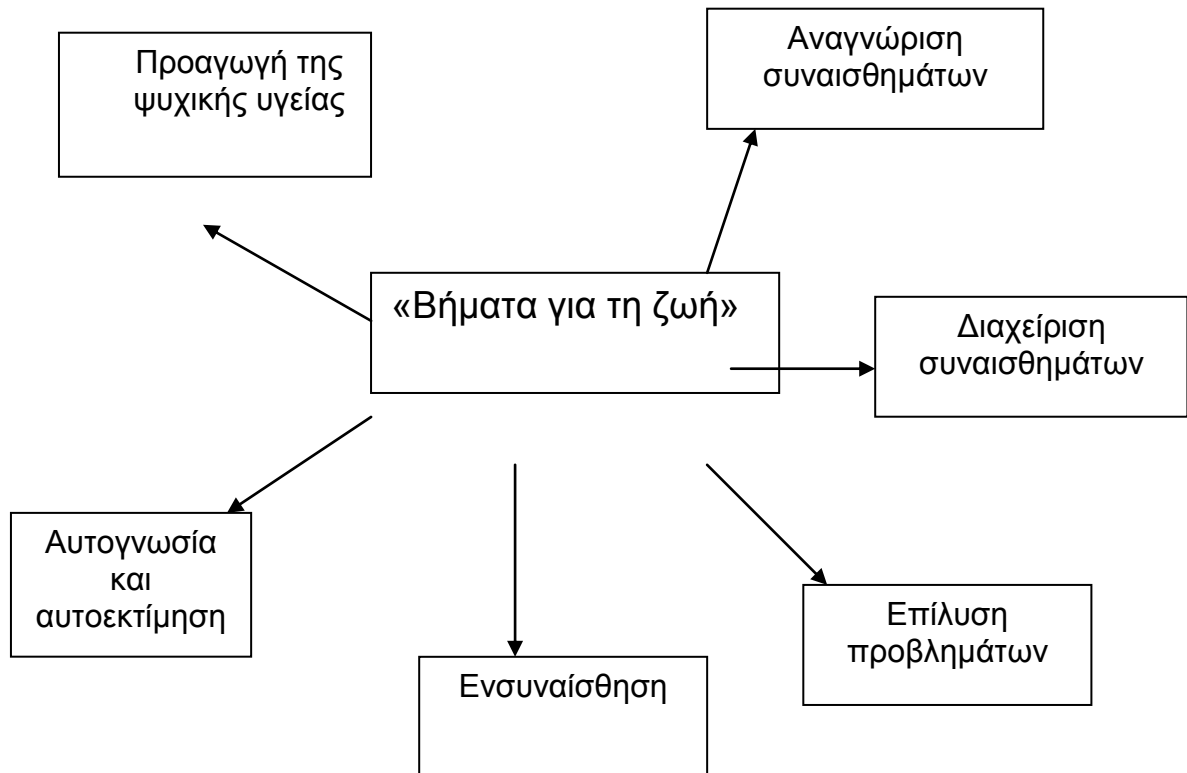 Προαγωγή της
ψυχικής υγείας
Αναγνώριση
συναισθημάτων
«Βήματα για τη ζωή»
Διαχείριση
συναισθημάτων
Αυτογνωσία
και
αυτοεκτίμηση
Ενσυναίσθηση
Επίλυση
προβλημάτων